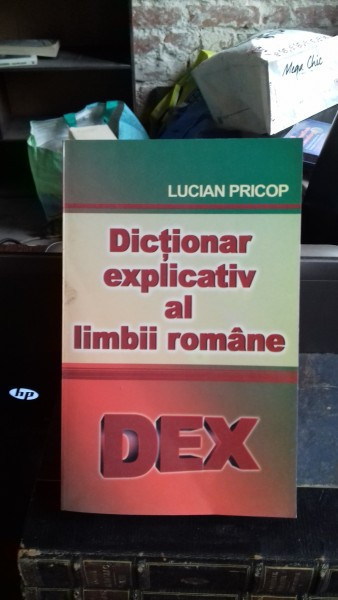 Mega Chic
LUCIAN PRICOP
Dicționar
explicativ
al
limbii române
hp
DEX